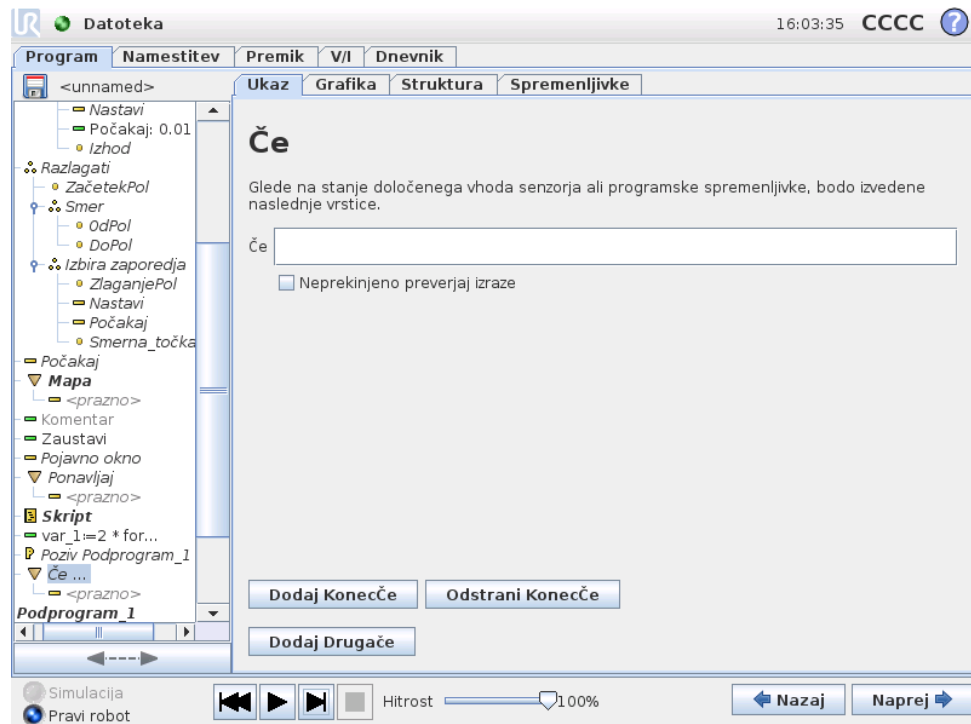 UR Datoteka 16:03:35 CCCC ?
Program Namestitev Premik V/I Dnevnik
<unnamed>
Ukaz Grafika Struktura Spremenljivke
Nastavi
Počakaj: 0.01
Izhod
Razlagati
ZačetekPol
Smer
OdPol
DoPol
Izbira zaporedja
ZlaganjePol
Nastavi
Počakaj
Smerna_točka
Počakaj
Mapa
<prazno>
Komentar
Zaustavi
Pojavno okno
Ponavljaj
<prazno>
Skript
var_1:=2 * for...
P Poziv Podprogram_1
Če ...
<prazno>
Podprogram_1
Če
Glede na stanje določenega vhoda senzorja ali programske spremenljivke, bodo izvedene
naslednje vrstice.
Če
Neprekinjeno preverjaj izraze
Dodaj KonecČe Odstrani KonecČe
Dodaj Drugače
Simulacija
Pravi robot
Hitrost 100%
Nazaj Naprej